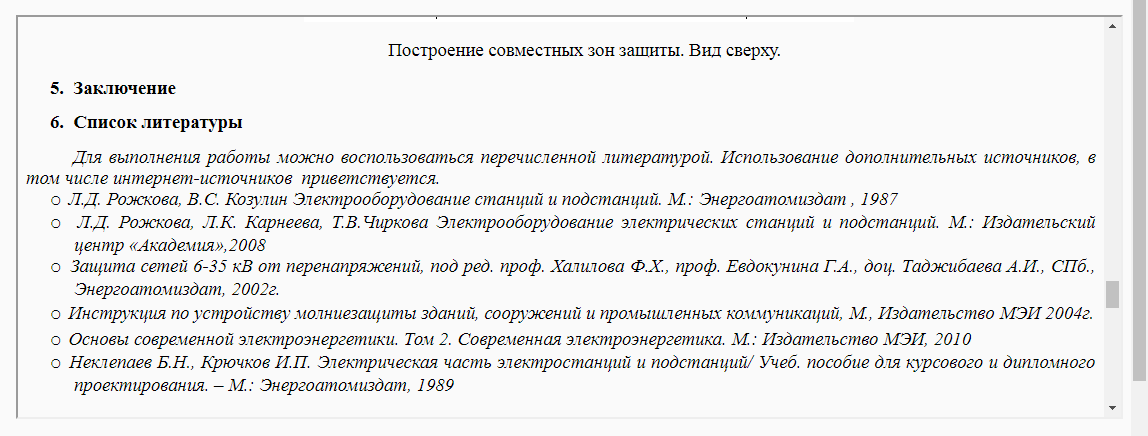 Построение совместных зон защиты. Вид сверху.
5. Заключение
6. Список литературы
Для выполнения работы можно воспользоваться перечисленной литературой. Использование дополнительных источников, в
том числе интернет-источников приветствуется.
o Л.Д. Рожкова, В.С. Козулин Электрооборудование станций и подстанций. М.: Энергоатомиздат , 1987
o Л.Д. Рожкова, Л.К. Карнеева, Т.В.Чиркова Электрооборудование электрических станций и подстанций. М.: Издательский
центр «Академия»,2008
o Защита сетей 6-35 кВ от перенапряжений, под ред. проф. Халилова Ф.Х., проф. Евдокунина Г.А., доц. Таджибаева А.И., СПб.,
Энергоатомиздат, 2002г.
o Инструкция по устройству молниезащиты зданий, сооружений и промышленных коммуникаций, М., Издательство МЭИ 2004г.
o Основы современной электроэнергетики. Том 2. Современная электроэнергетика. М.: Издательство МЭИ, 2010
o Неклепаев Б.Н., Крючков И.П. Электрическая часть электростанций и подстанций/ Учеб. пособие для курсового и дипломного
проектирования. – М.: Энергоатомиздат, 1989